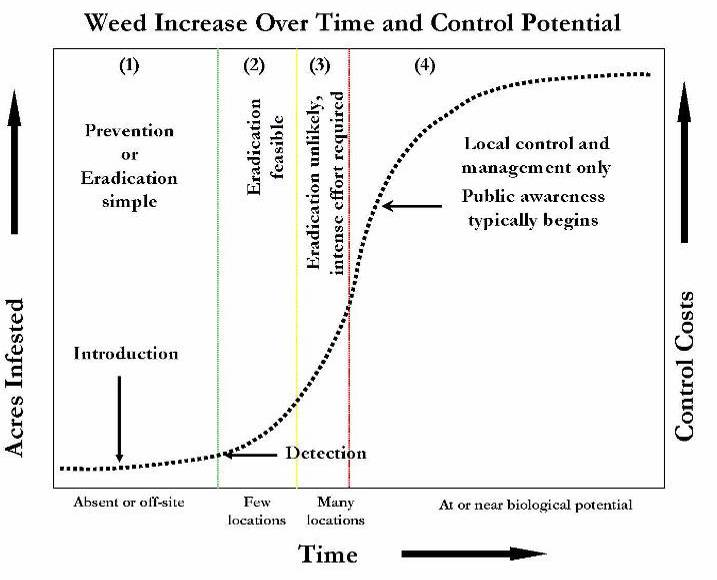 Weed Increase Over Time and Control Potential
(1)
(2)
(3)
(4)
Prevention
or
Eradication
simple
Eradication
feasible
Eradication unlikely,
intense effort required
Local control and
management only
Public awareness
typically begins
Introduction
Detection
Acres Infested
Control Costs
Absent or off-site
Few
locations
Many
locations
At or near biological potential
Time